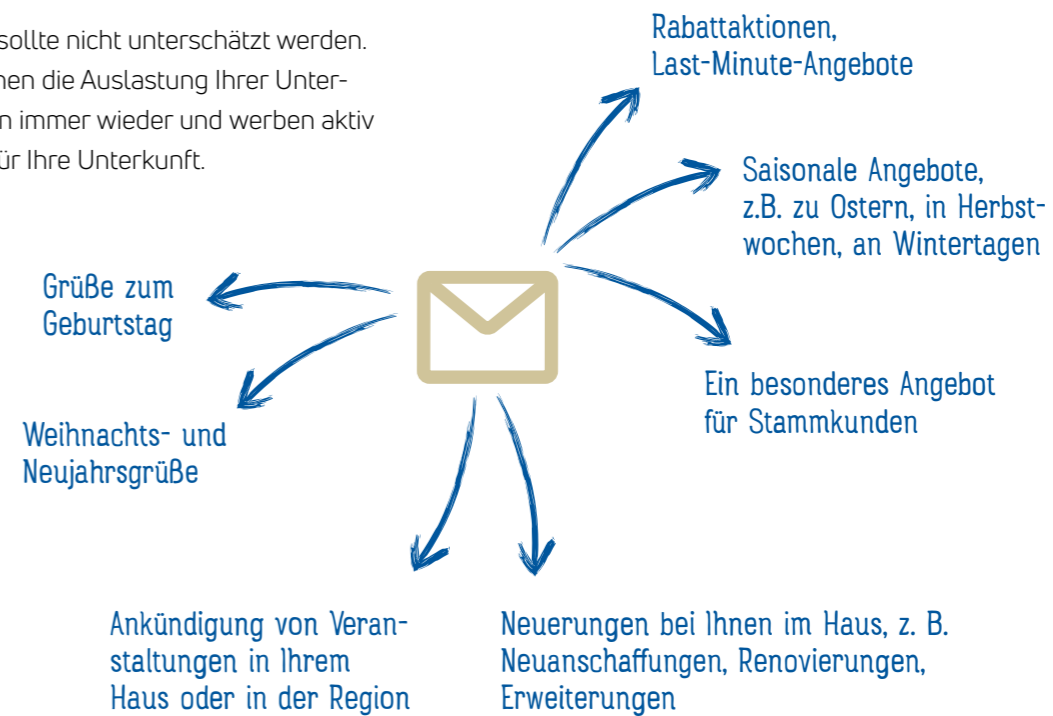 sollte nicht unterschätzt werden.
die Auslastung Ihrer Unter-
immer wieder und werben aktiv
für Ihre Unterkunft.
Rabattaktionen,
Last-Minute-Angebote
Saisonale Angebote,
z.B. zu Ostern, in Herbst-
wochen, an Wintertagen
Ein besonderes Angebot
für Stammkunden
Neuerungen bei Ihnen im Haus, z. B.
Neuanschaffungen, Renovierungen,
Erweiterungen
Ankündigung von Veran-
staltungen in Ihrem
Haus oder in der Region
Weihnachts- und
Neujahrsgrüße
Grüße zum
Geburtstag